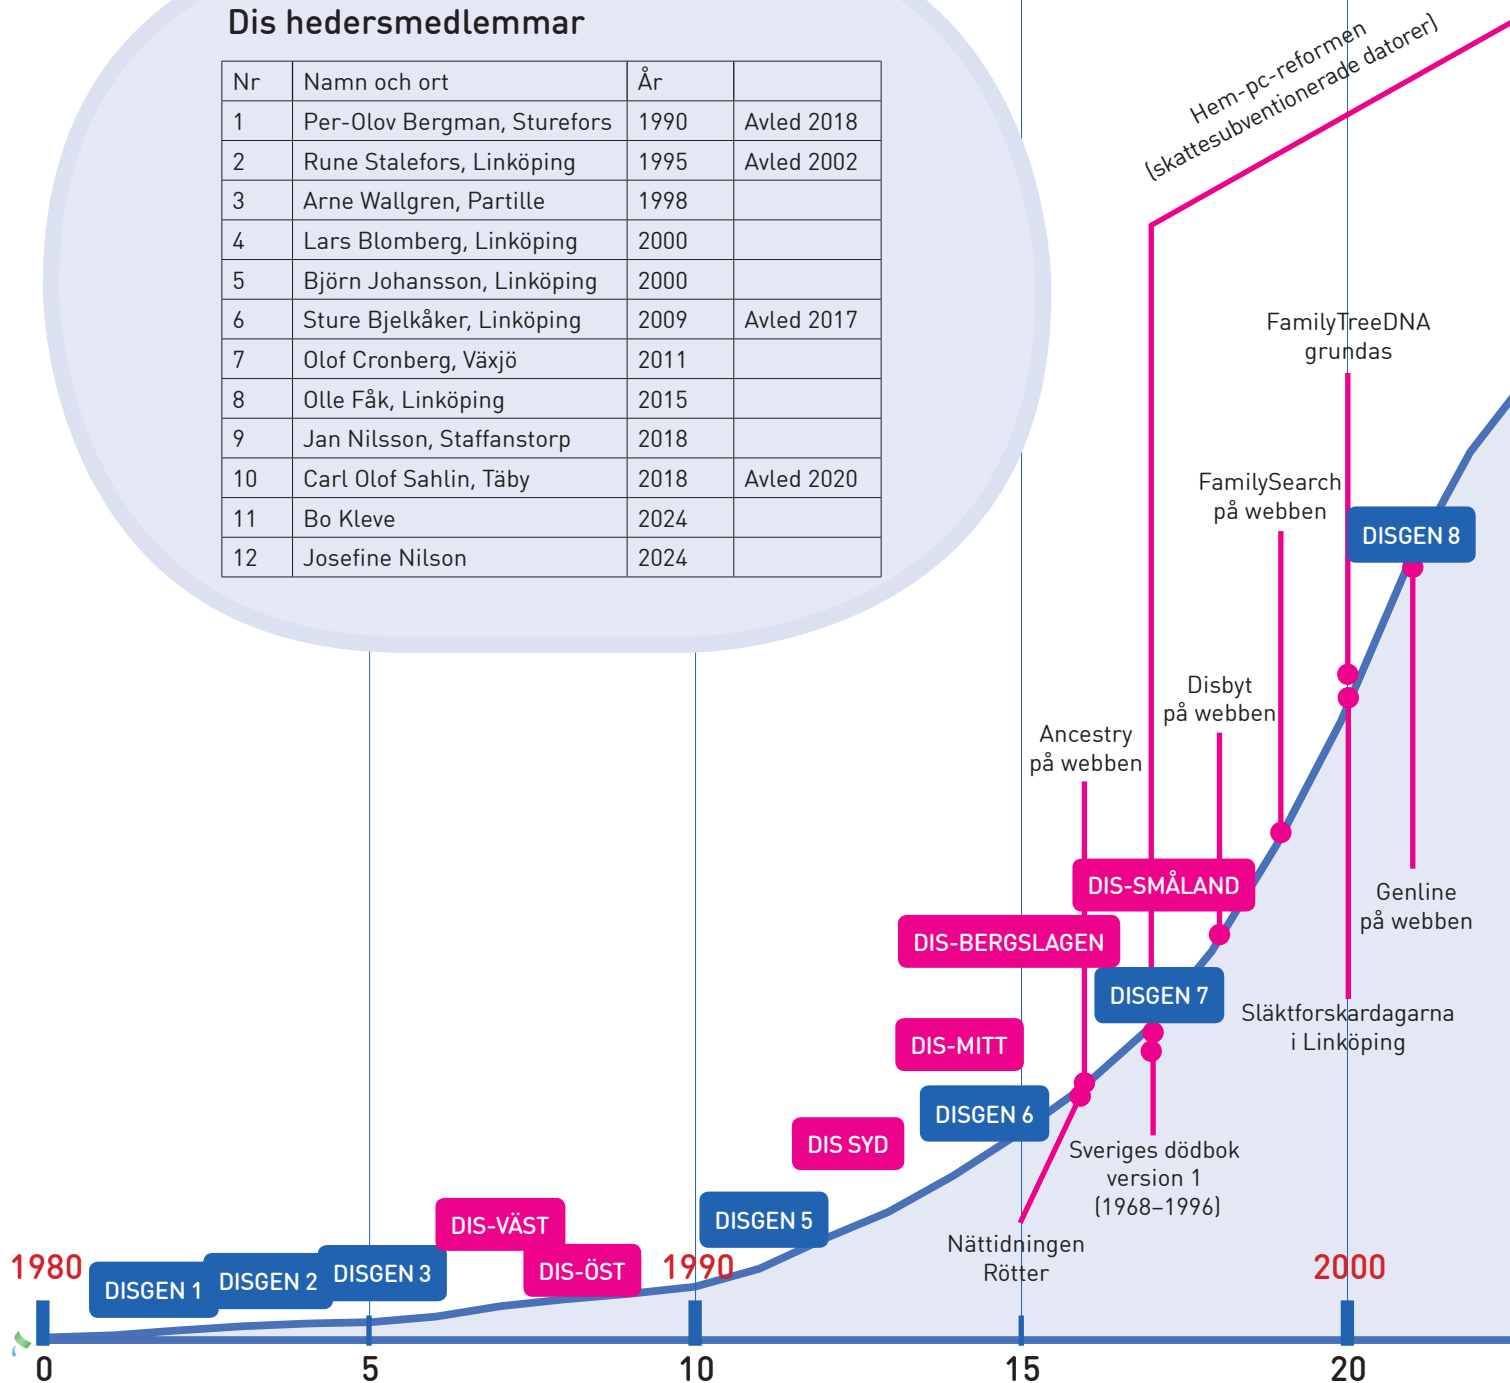 Dis hedersmedlemmar
Nr Namn och ort År
1 Per-Olov Bergman, Sturefors 1990 Avled 2018
2 Rune Stalefors, Linköping 1995 Avled 2002
3 Arne Wallgren, Partille 1998
4 Lars Blomberg, Linköping 2000
5 Björn Johansson, Linköping 2000
6 Sture Bjelkåker, Linköping 2009 Avled 2017
7 Olof Cronberg, Växjö 2011
8 Olle Fåk, Linköping 2015
9 Jan Nilsson, Staffanstorp 2018
10 Carl Olof Sahlin, Täby 2018 Avled 2020
11 Bo Kleve 2024
12 Josefine Nilson 2024
Hem-pc-reformen
(skattesubventionerade datorer)
FamilyTreeDNA
grundas
FamilySearch
på webben
DISGEN 8
Disbyt
på webben
Ancestry
på webben
DIS-SMÅLAND
Genline
på webben
DIS-BERGSLAGEN
DISGEN 7
Släktforskardagarna
i Linköping
DIS-MITT
DISGEN 6
DIS SYD
Sveriges dödbok
version 1
(1968–1996)
DISGEN 5
DIS-VÄST
Nättidningen
Rötter
DIS-ÖST
DISGEN 3
DISGEN 2
DISGEN 1
1980
1990
2000
0
5
10
15
20